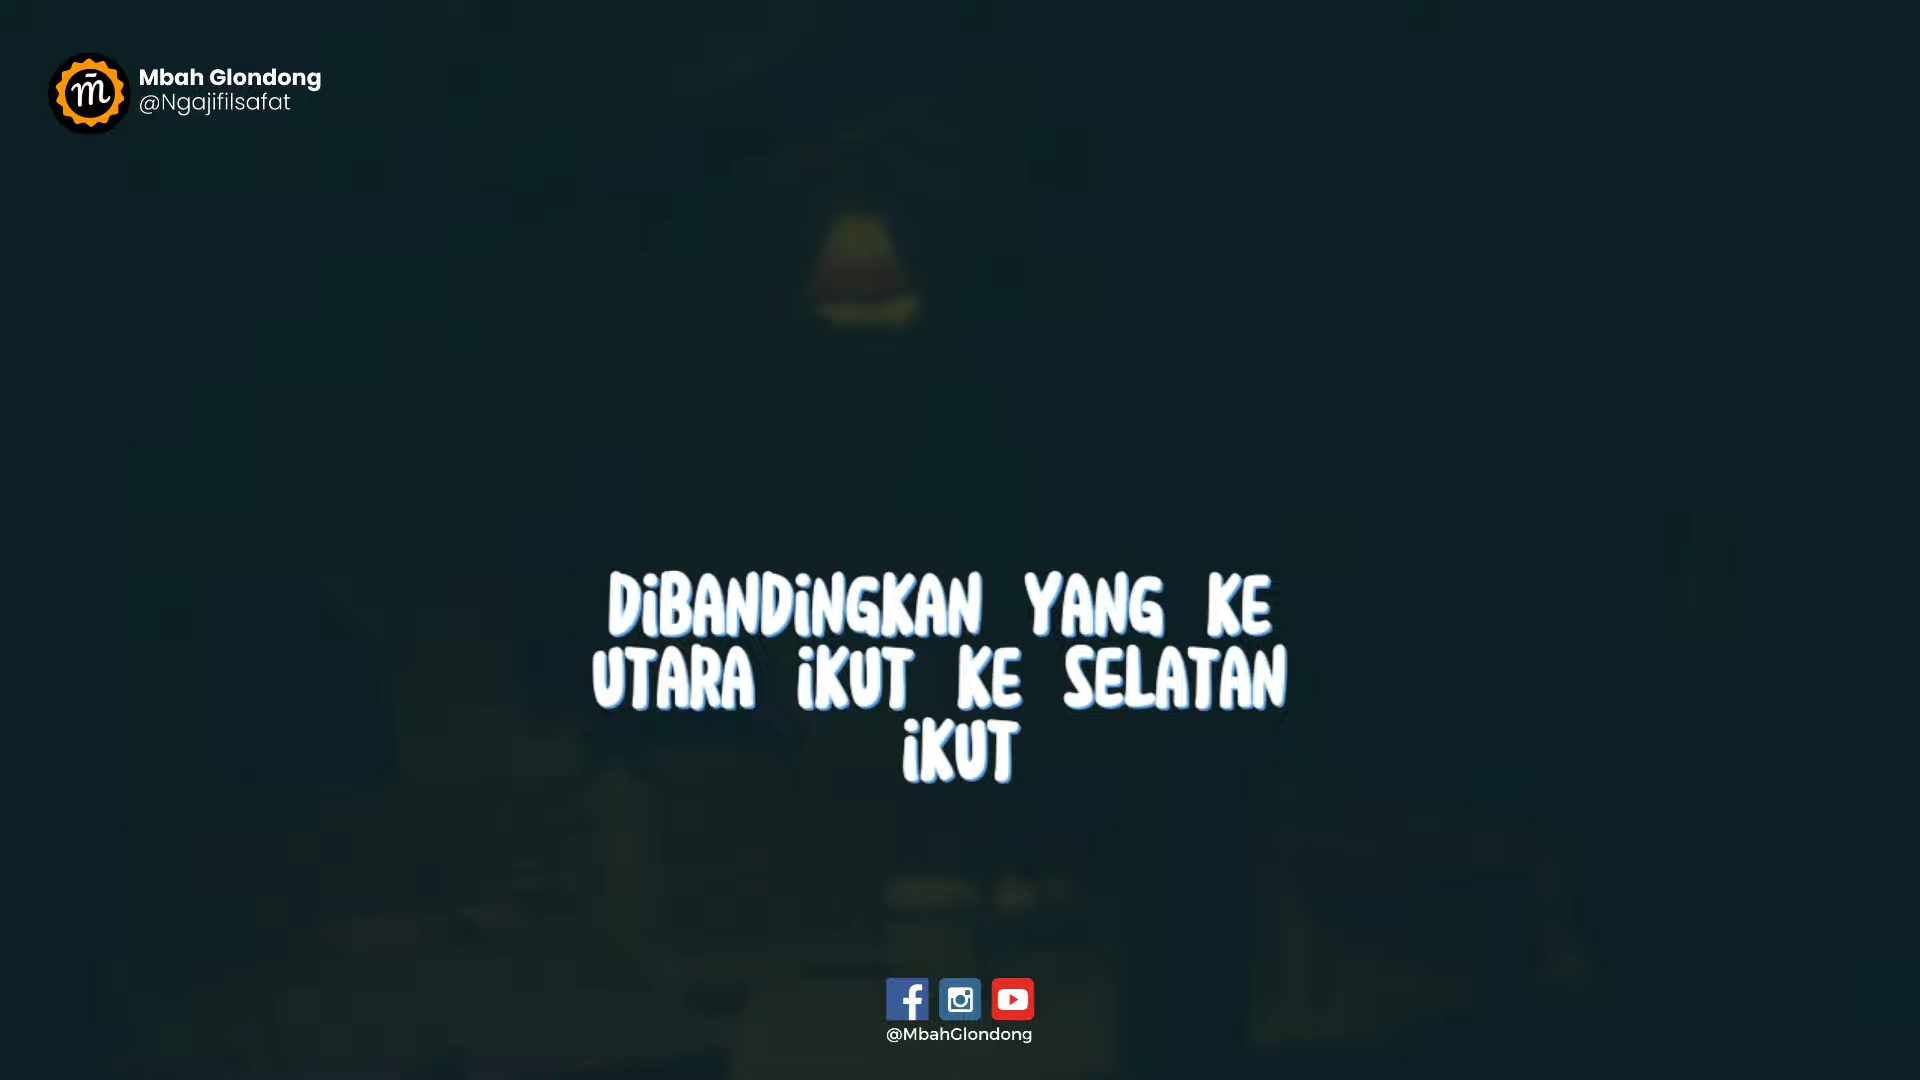 Mbah Glondong
@Ngajifilsafat
DiBANDiNGKAN YANG KE
UTARA iKUT KE SELATAN
iKUT
@MbahGlondong